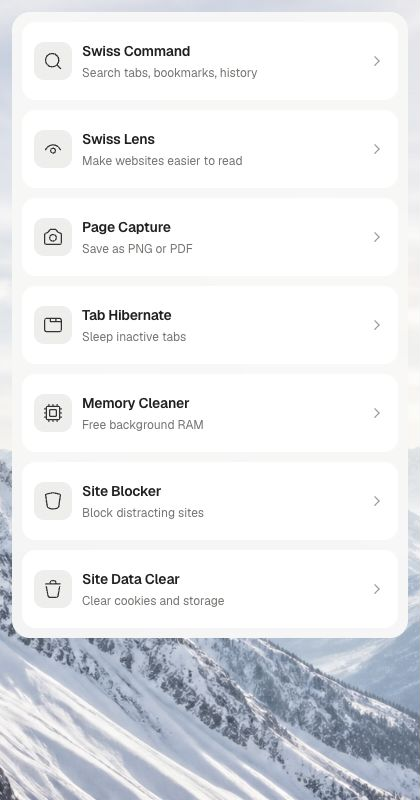 Swiss Command
Search tabs, bookmarks, history
Swiss Lens
Make websites easier to read
Page Capture
Save as PNG or PDF
Tab Hibernate
Sleep inactive tabs
Memory Cleaner
Free background RAM
Site Blocker
Block distracting sites
Site Data Clear
Clear cookies and storage